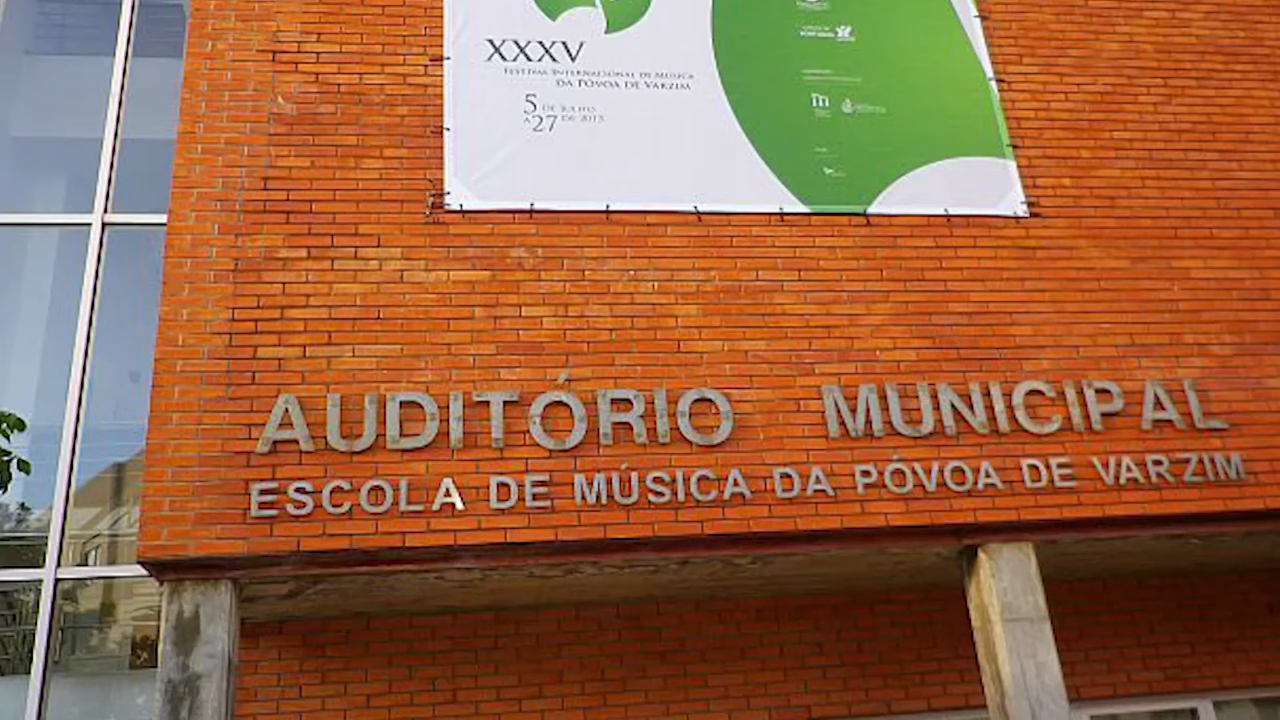 XXXV
FESTIVAL INTERNACIONAL DE MÚSICA
DA PÓVOA DE VARZIM
5 DE JULHO
A 27 DE 2013
AUDITÓRIO MUNICIPAL
ESCOLA DE MÚSICA DA PÓVOA DE VARZIM